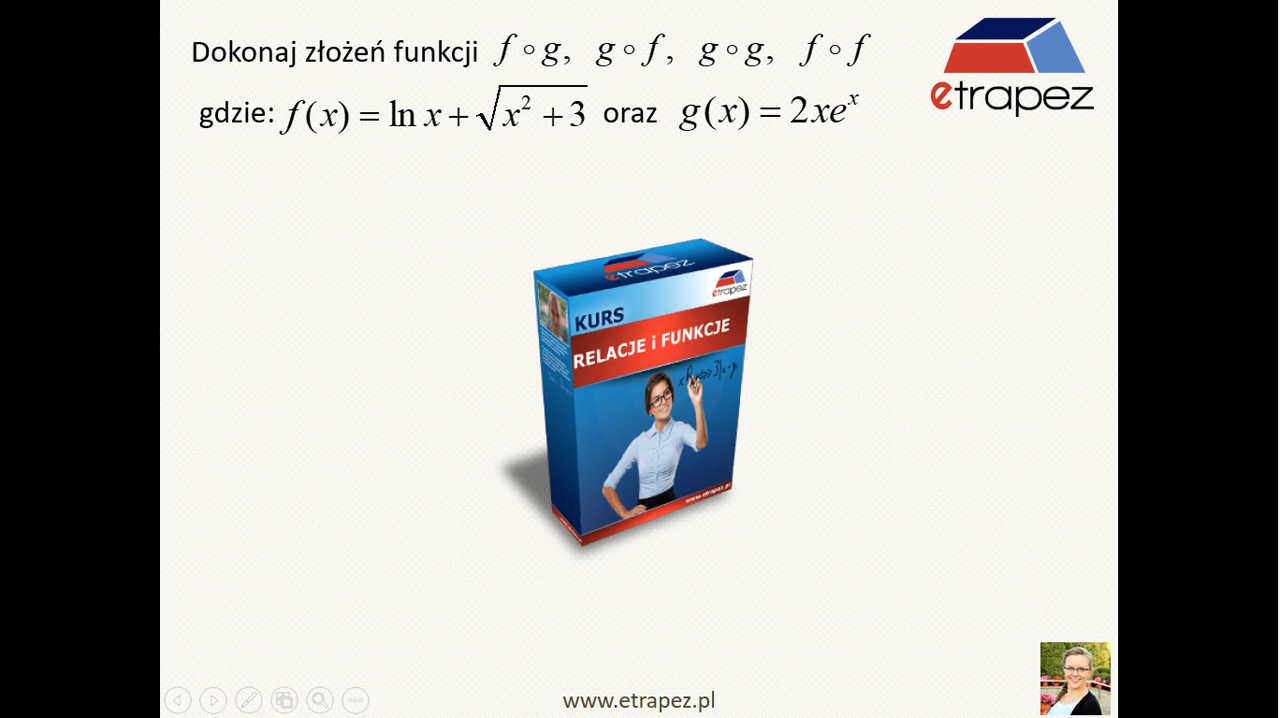 Dokonaj złożeń funkcji f ∘ g, g ∘ f, g ∘ g, f ∘ f
gdzie: f(x) = ln x + √(x² + 3) oraz g(x) = 2xeˣ
etrapez
etrapez
etrapez
KURS
RELACJE i FUNKCJE
www.etrapez.pl
www.etrapez.pl